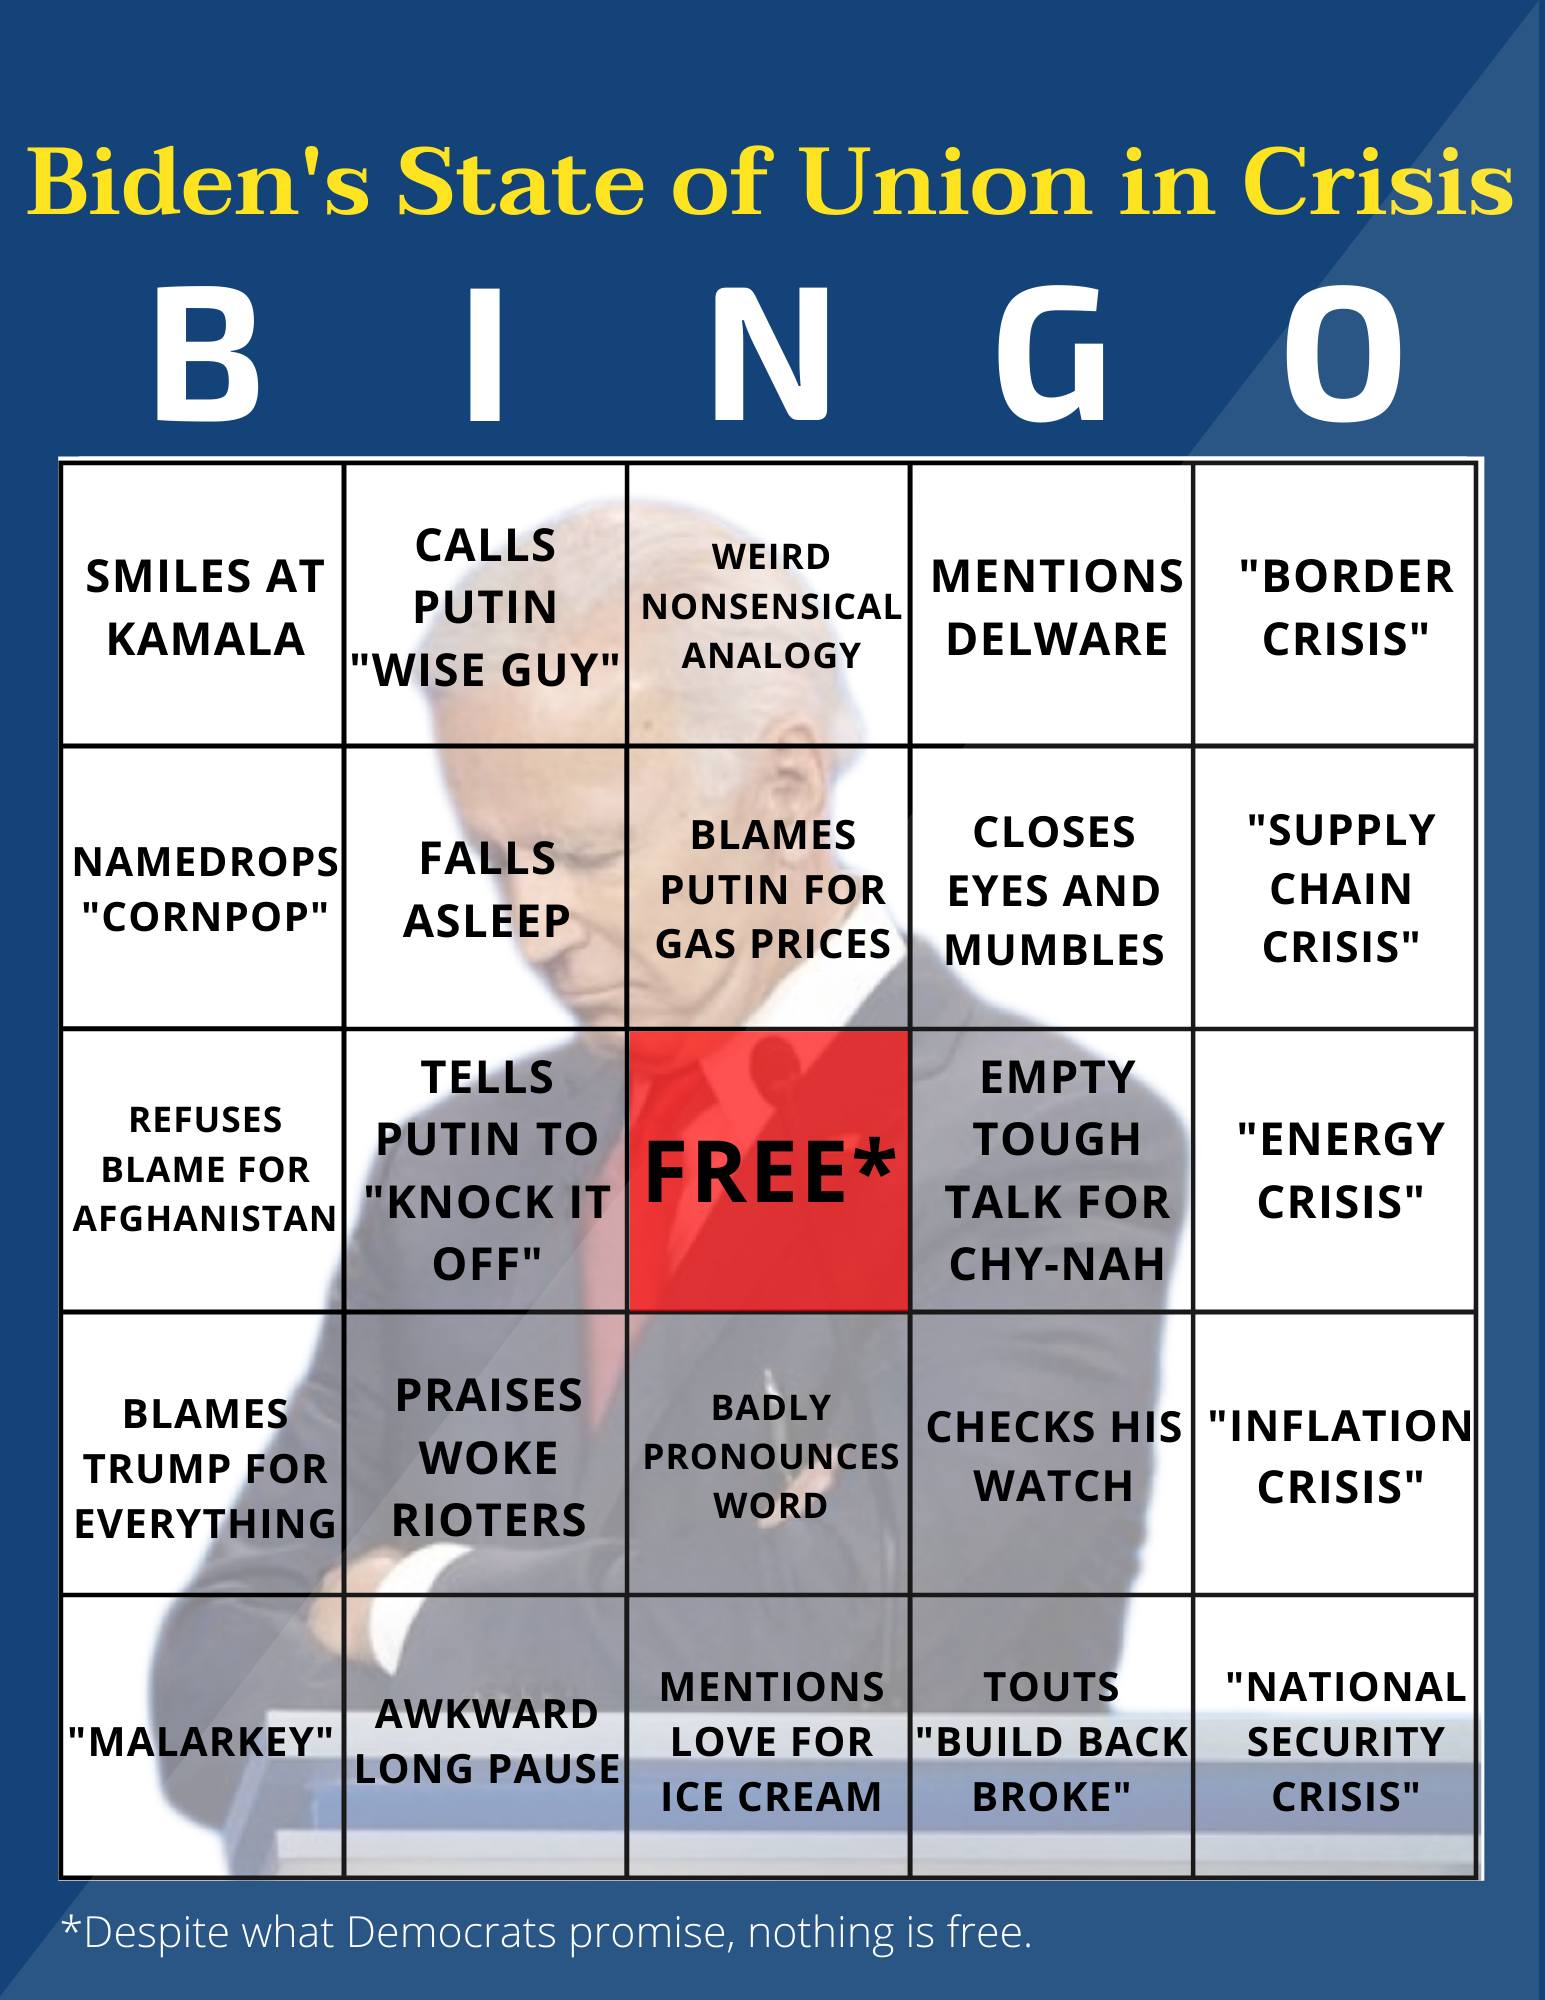 Biden's State of Union in Crisis
B I N G O
SMILES AT
KAMALA
CALLS
PUTIN
"WISE GUY"
WEIRD
NONSENSICAL
ANALOGY
MENTIONS
DELWARE
"BORDER
CRISIS"
NAMEDROPS
"CORNPOP"
FALLS
ASLEEP
BLAMES
PUTIN FOR
GAS PRICES
CLOSES
EYES AND
MUMBLES
"SUPPLY
CHAIN
CRISIS"
REFUSES
BLAME FOR
AFGHANISTAN
TELLS
PUTIN TO
"KNOCK IT
OFF"
FREE*
EMPTY
TOUGH
TALK FOR
CHY-NAH
"ENERGY
CRISIS"
BLAMES
TRUMP FOR
EVERYTHING
PRAISES
WOKE
RIOTERS
BADLY
PRONOUNCES
WORD
CHECKS HIS
WATCH
"INFLATION
CRISIS"
"MALARKEY"
AWKWARD
LONG PAUSE
MENTIONS
LOVE FOR
ICE CREAM
TOUTS
"BUILD BACK
BROKE"
"NATIONAL
SECURITY
CRISIS"
*Despite what Democrats promise, nothing is free.